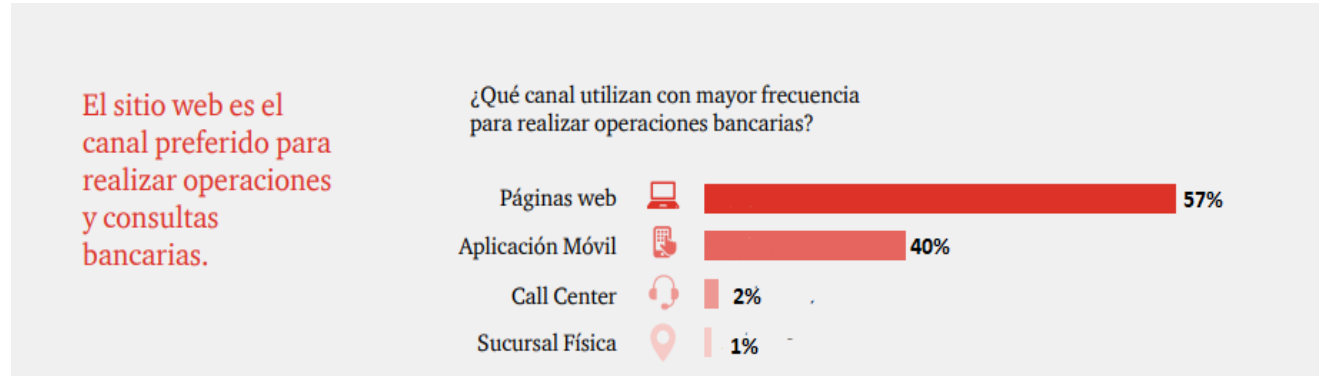 El sitio web es el
canal preferido para
realizar operaciones
y consultas
bancarias.
¿Qué canal utilizan con mayor frecuencia
para realizar operaciones bancarias?
Páginas web 57%
Aplicación Móvil 40%
Call Center 2%
Sucursal Física 1%